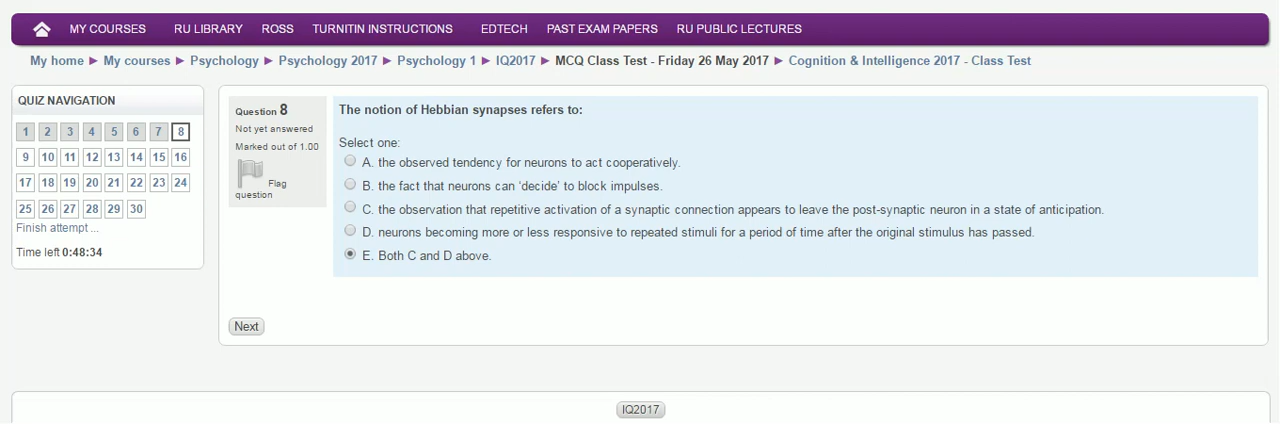 MY COURSES RU LIBRARY ROSS TURNITIN INSTRUCTIONS EDTECH PAST EXAM PAPERS RU PUBLIC LECTURES
My home ► My courses ► Psychology ► Psychology 2017 ► Psychology 1 ► IQ2017 ► MCQ Class Test - Friday 26 May 2017 ► Cognition & Intelligence 2017 - Class Test
QUIZ NAVIGATION
1 2 3 4 5 6 7 8
9 10 11 12 13 14 15 16
17 18 19 20 21 22 23 24
25 26 27 28 29 30
Finish attempt ...
Time left 0:48:34
Question 8
Not yet answered
Marked out of 1.00
Flag
question
The notion of Hebbian synapses refers to:
Select one:
A. the observed tendency for neurons to act cooperatively.
B. the fact that neurons can ‘decide’ to block impulses.
C. the observation that repetitive activation of a synaptic connection appears to leave the post-synaptic neuron in a state of anticipation.
D. neurons becoming more or less responsive to repeated stimuli for a period of time after the original stimulus has passed.
E. Both C and D above.
Next
IQ2017